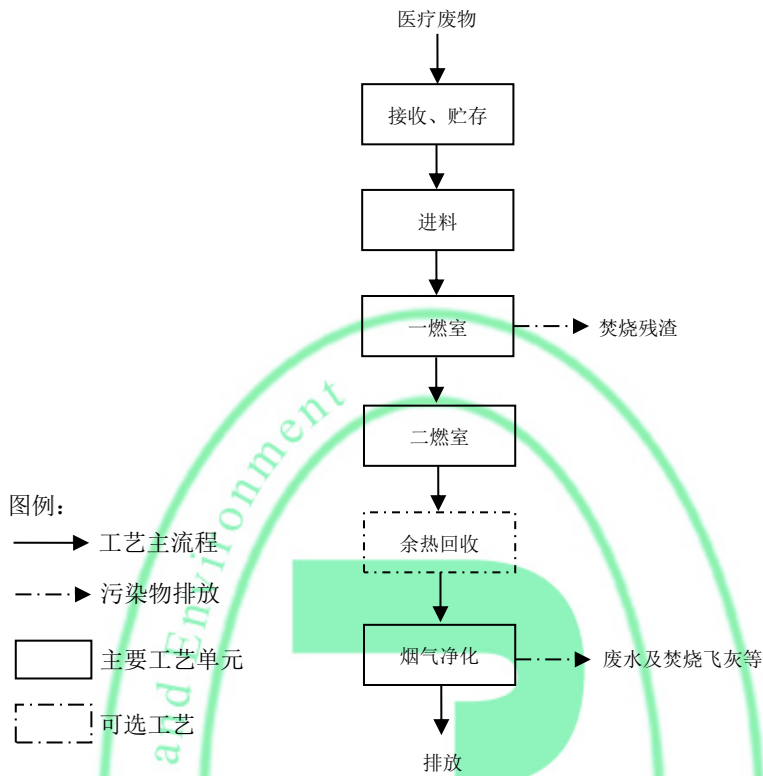 医疗废物
接收、贮存
进料
一燃室
焚烧残渣
二燃室
图例：
工艺主流程
余热回收
污染物排放
主要工艺单元
烟气净化
废水及焚烧飞灰等
可选工艺
排放
and Environment